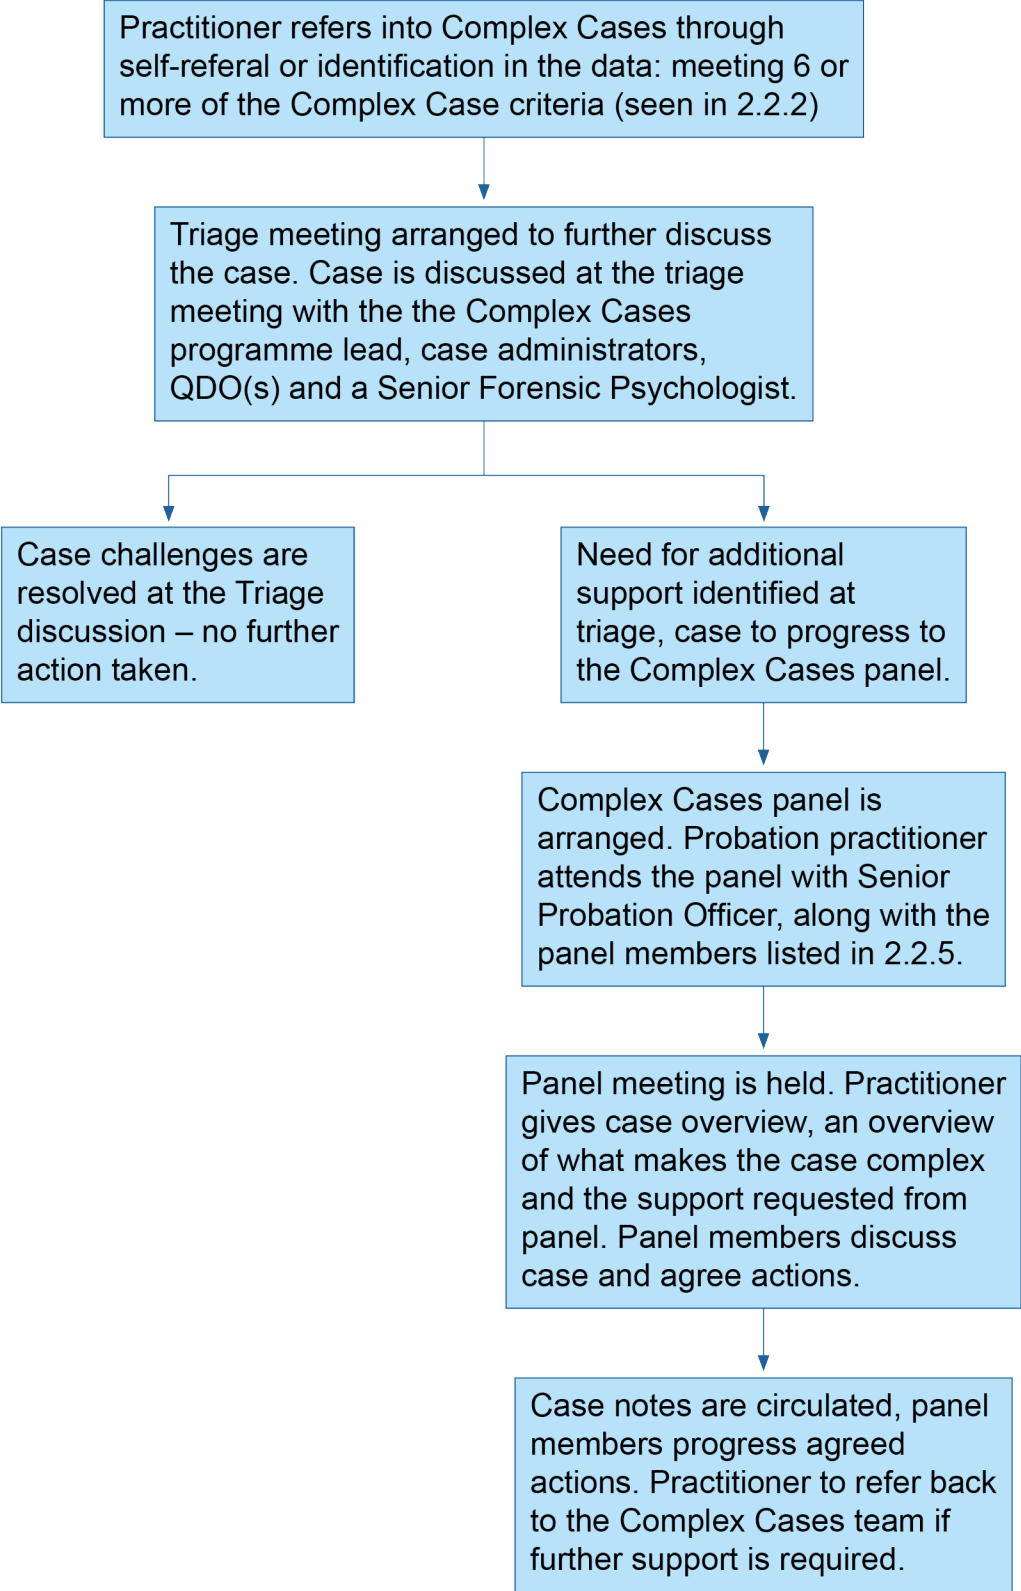 Practitioner refers into Complex Cases through
self-referal or identification in the data: meeting 6 or
more of the Complex Case criteria (seen in 2.2.2)
Triage meeting arranged to further discuss
the case. Case is discussed at the triage
meeting with the the Complex Cases
programme lead, case administrators,
QDO(s) and a Senior Forensic Psychologist.
Case challenges are
resolved at the Triage
discussion – no further
action taken.
Need for additional
support identified at
triage, case to progress to
the Complex Cases panel.
Complex Cases panel is
arranged. Probation practitioner
attends the panel with Senior
Probation Officer, along with the
panel members listed in 2.2.5.
Panel meeting is held. Practitioner
gives case overview, an overview
of what makes the case complex
and the support requested from
panel. Panel members discuss
case and agree actions.
Case notes are circulated, panel
members progress agreed
actions. Practitioner to refer back
to the Complex Cases team if
further support is required.